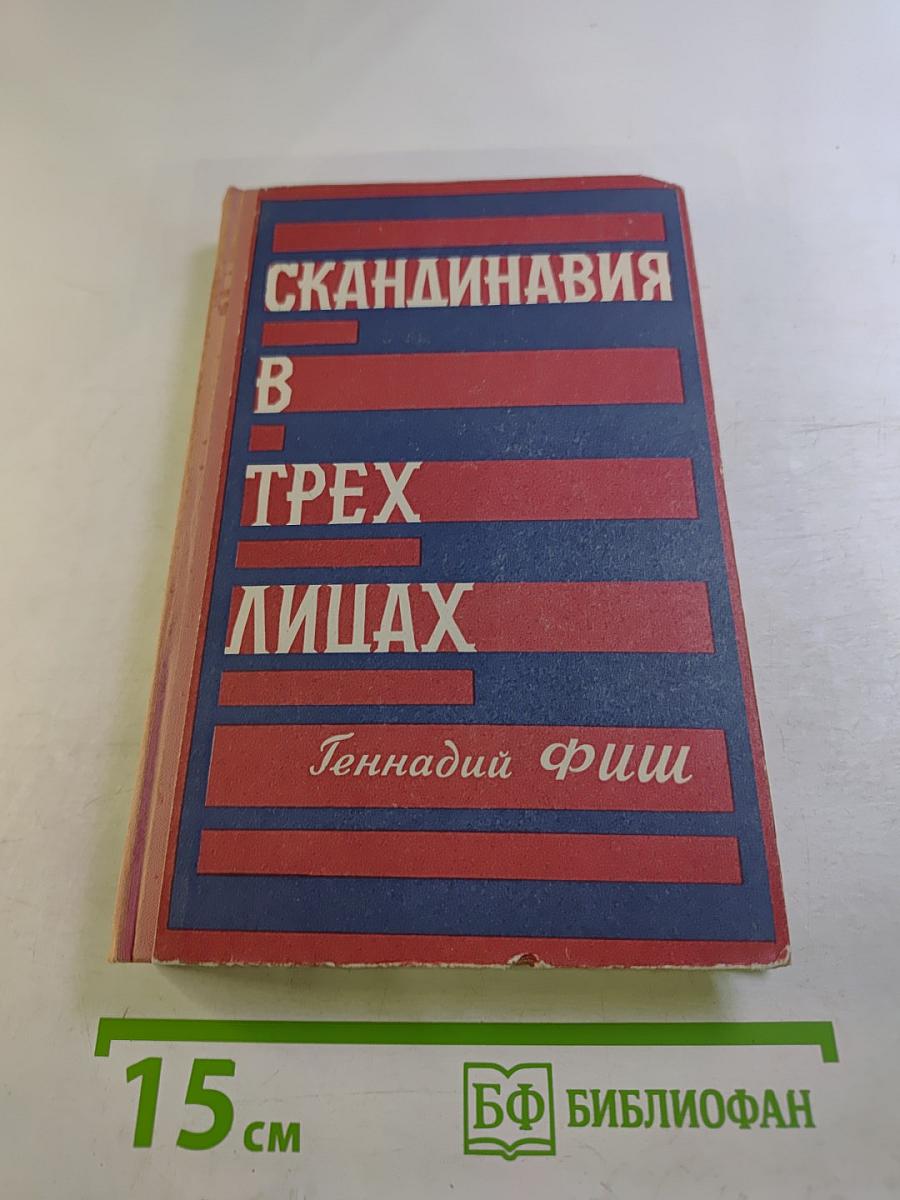 СКАНДИНАВИЯ
В
ТРЕХ
ЛИЦАХ
Геннадий ФИШ
15 см
БФ БИБЛИОФАН